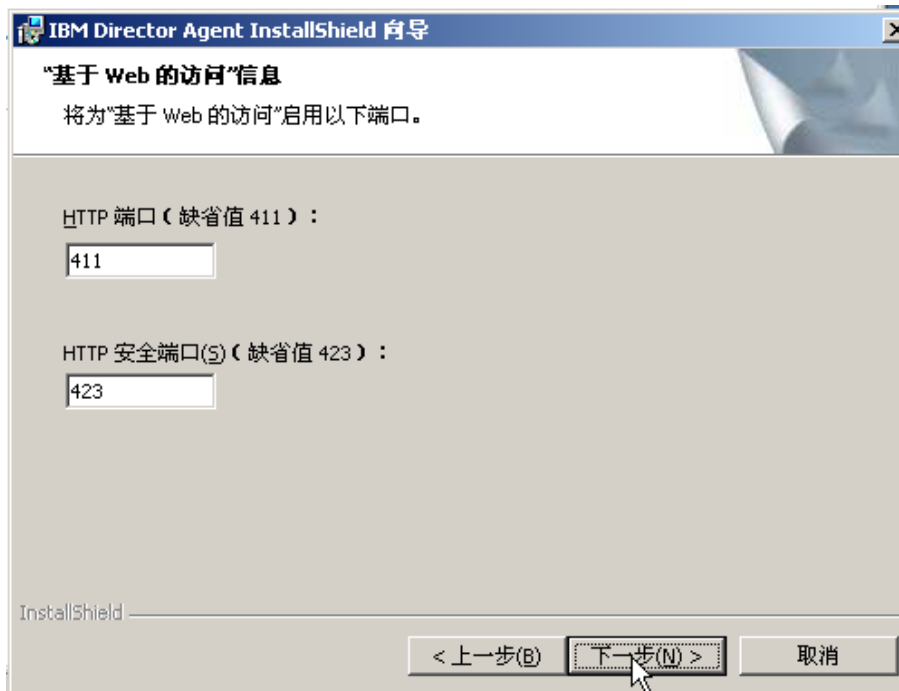 IBM Director Agent InstallShield 向导
“基于 Web 的访问”信息
将为“基于 Web 的访问”启用以下端口。
HTTP 端口（缺省值 411）：
411
HTTP 安全端口(S)（缺省值 423）：
423
InstallShield
< 上一步(B)
下一步(N) >
取消